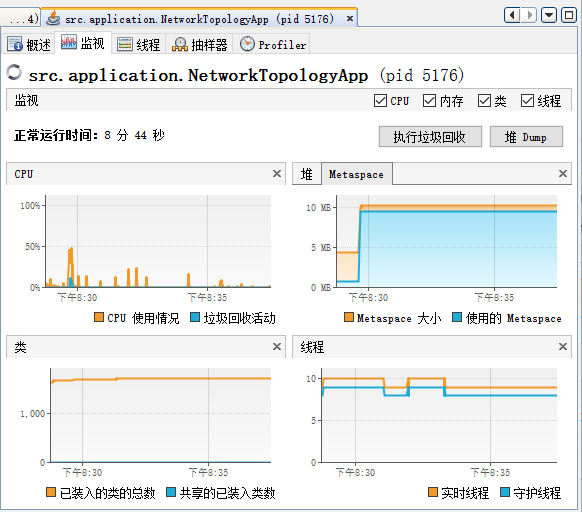 ...4)
src.application.NetworkTopologyApp (pid 5176)
概述 监视 线程 抽样器 Profiler
src.application.NetworkTopologyApp (pid 5176)
监视 CPU 内存 类 线程
正常运行时间: 8 分 44 秒 执行垃圾回收 堆 Dump
CPU
100%
50%
0%
下午8:30 下午8:35
CPU 使用情况 垃圾回收活动
堆 Metaspace
10 MB
5 MB
0 MB
下午8:30 下午8:35
Metaspace 大小 使用的 Metaspace
类
1,000
0
下午8:30 下午8:35
已装入的类的总数 共享的已装入类数
线程
10
5
0
下午8:30 下午8:35
实时线程 守护线程